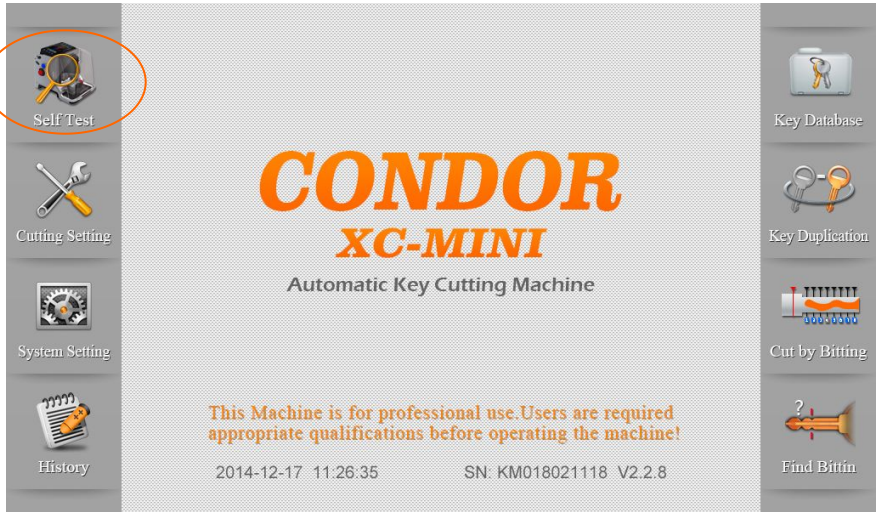 Self Test
Cutting Setting
System Setting
History
CONDOR
XC-MINI
Automatic Key Cutting Machine
This Machine is for professional use.Users are required
appropriate qualifications before operating the machine!
2014-12-17 11:26:35 SN: KM018021118 V2.2.8
Key Database
Key Duplication
Cut by Bitting
?
Find Bittin